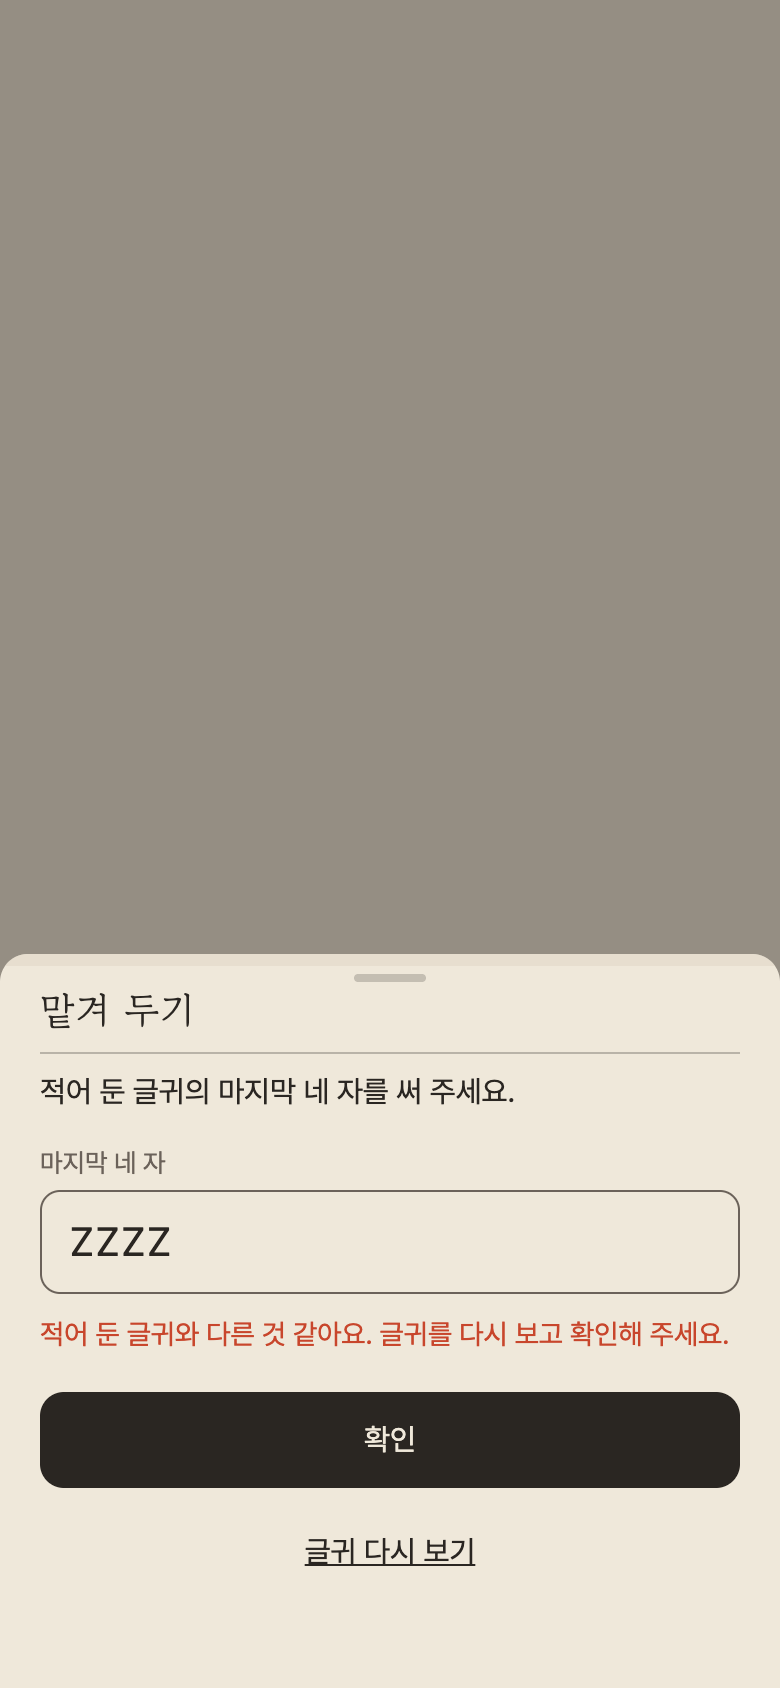 맡겨 두기
적어 둔 글귀의 마지막 네 자를 써 주세요.
마지막 네 자
ZZZZ
적어 둔 글귀와 다른 것 같아요. 글귀를 다시 보고 확인해 주세요.
확인
글귀 다시 보기